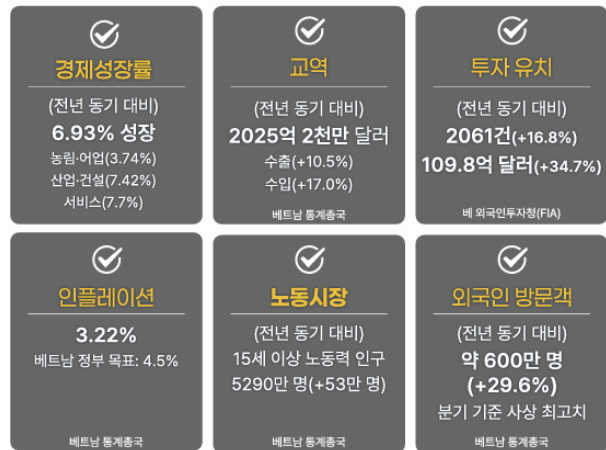 경제성장률
(전년 동기 대비)
6.93% 성장
농림·어업(3.74%)
산업·건설(7.42%)
서비스(7.7%)
교역
(전년 동기 대비)
2025억 2천만 달러
수출(+10.5%)
수입(+17.0%)
베트남 통계총국
투자 유치
(전년 동기 대비)
2061건(+16.8%)
109.8억 달러(+34.7%)
베 외국인투자청(FIA)
인플레이션
3.22%
베트남 정부 목표: 4.5%
베트남 통계총국
노동시장
(전년 동기 대비)
15세 이상 노동력 인구
5290만 명(+53만 명)
베트남 통계총국
외국인 방문객
(전년 동기 대비)
약 600만 명
(+29.6%)
분기 기준 사상 최고치
베트남 통계총국